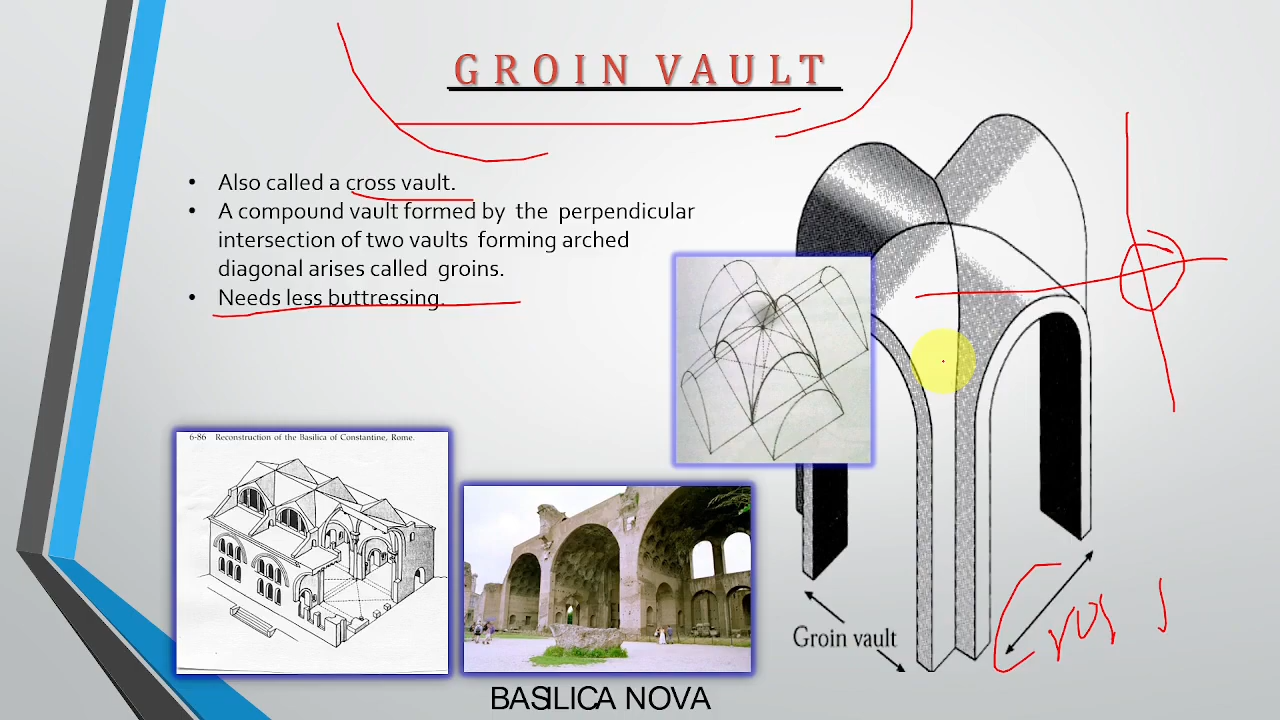 GROIN VAULT
• Also called a cross vault.
• A compound vault formed by the perpendicular
intersection of two vaults forming arched
diagonal arises called groins.
• Needs less buttressing.
6-86 Reconstruction of the Basilica of Constantine, Rome.
BASILICA NOVA
Groin vault
Cros s